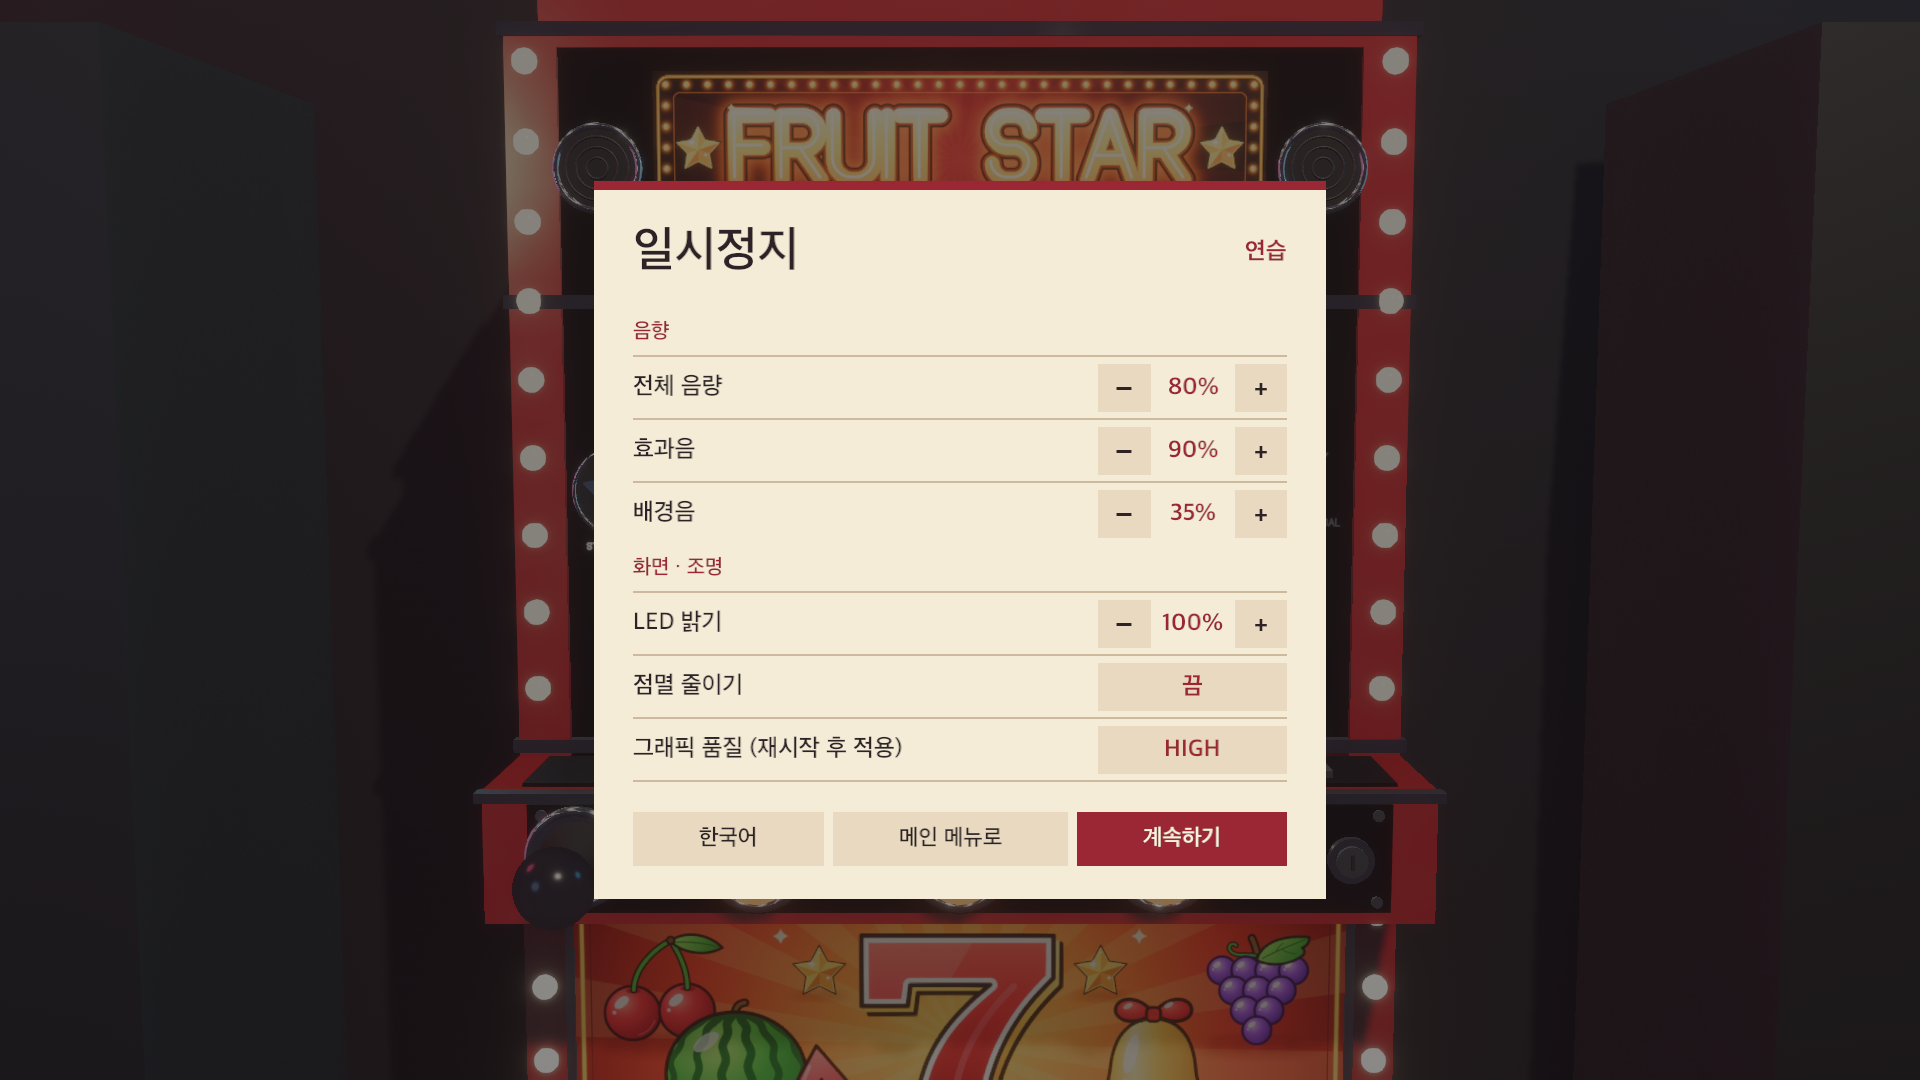 FRUIT STAR
일시정지
연습
음향
전체 음량 － 80% +
효과음 － 90% +
배경음 － 35% +
화면 · 조명
LED 밝기 － 100% +
점멸 줄이기 끔
그래픽 품질 (재시작 후 적용) HIGH
한국어 메인 메뉴로 계속하기
7